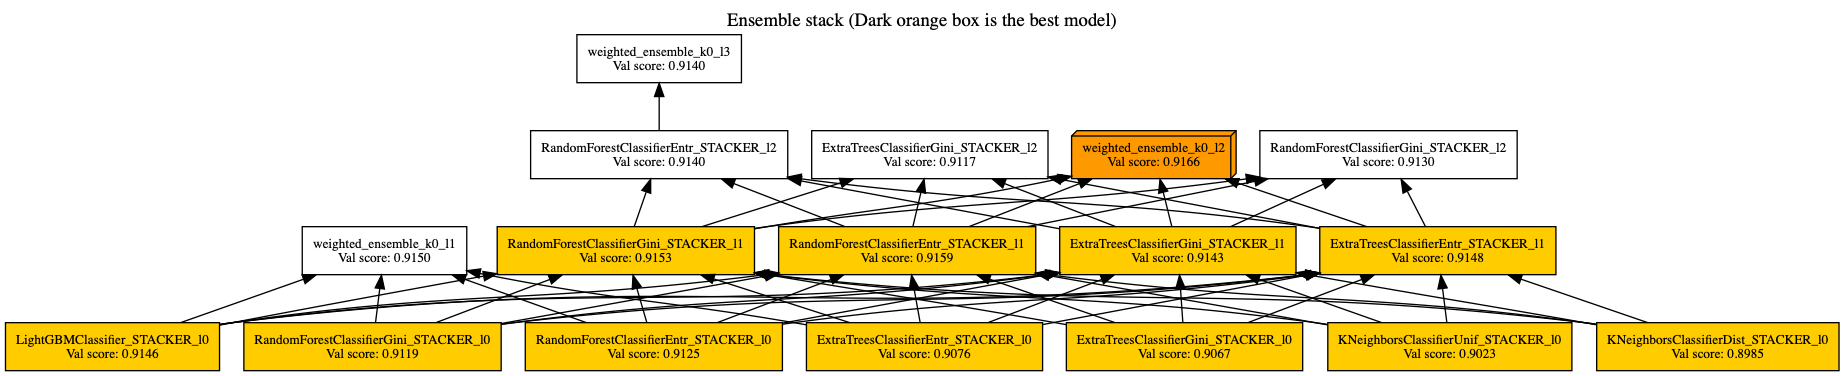 Ensemble stack (Dark orange box is the best model)
weighted_ensemble_k0_l3
Val score: 0.9140
RandomForestClassifierEntr_STACKER_l2
Val score: 0.9140
ExtraTreesClassifierGini_STACKER_l2
Val score: 0.9117
weighted_ensemble_k0_l2
Val score: 0.9166
RandomForestClassifierGini_STACKER_l2
Val score: 0.9130
weighted_ensemble_k0_l1
Val score: 0.9150
RandomForestClassifierGini_STACKER_l1
Val score: 0.9153
RandomForestClassifierEntr_STACKER_l1
Val score: 0.9159
ExtraTreesClassifierGini_STACKER_l1
Val score: 0.9143
ExtraTreesClassifierEntr_STACKER_l1
Val score: 0.9148
LightGBMClassifier_STACKER_l0
Val score: 0.9146
RandomForestClassifierGini_STACKER_l0
Val score: 0.9119
RandomForestClassifierEntr_STACKER_l0
Val score: 0.9125
ExtraTreesClassifierEntr_STACKER_l0
Val score: 0.9076
ExtraTreesClassifierGini_STACKER_l0
Val score: 0.9067
KNeighborsClassifierUnif_STACKER_l0
Val score: 0.9023
KNeighborsClassifierDist_STACKER_l0
Val score: 0.8985